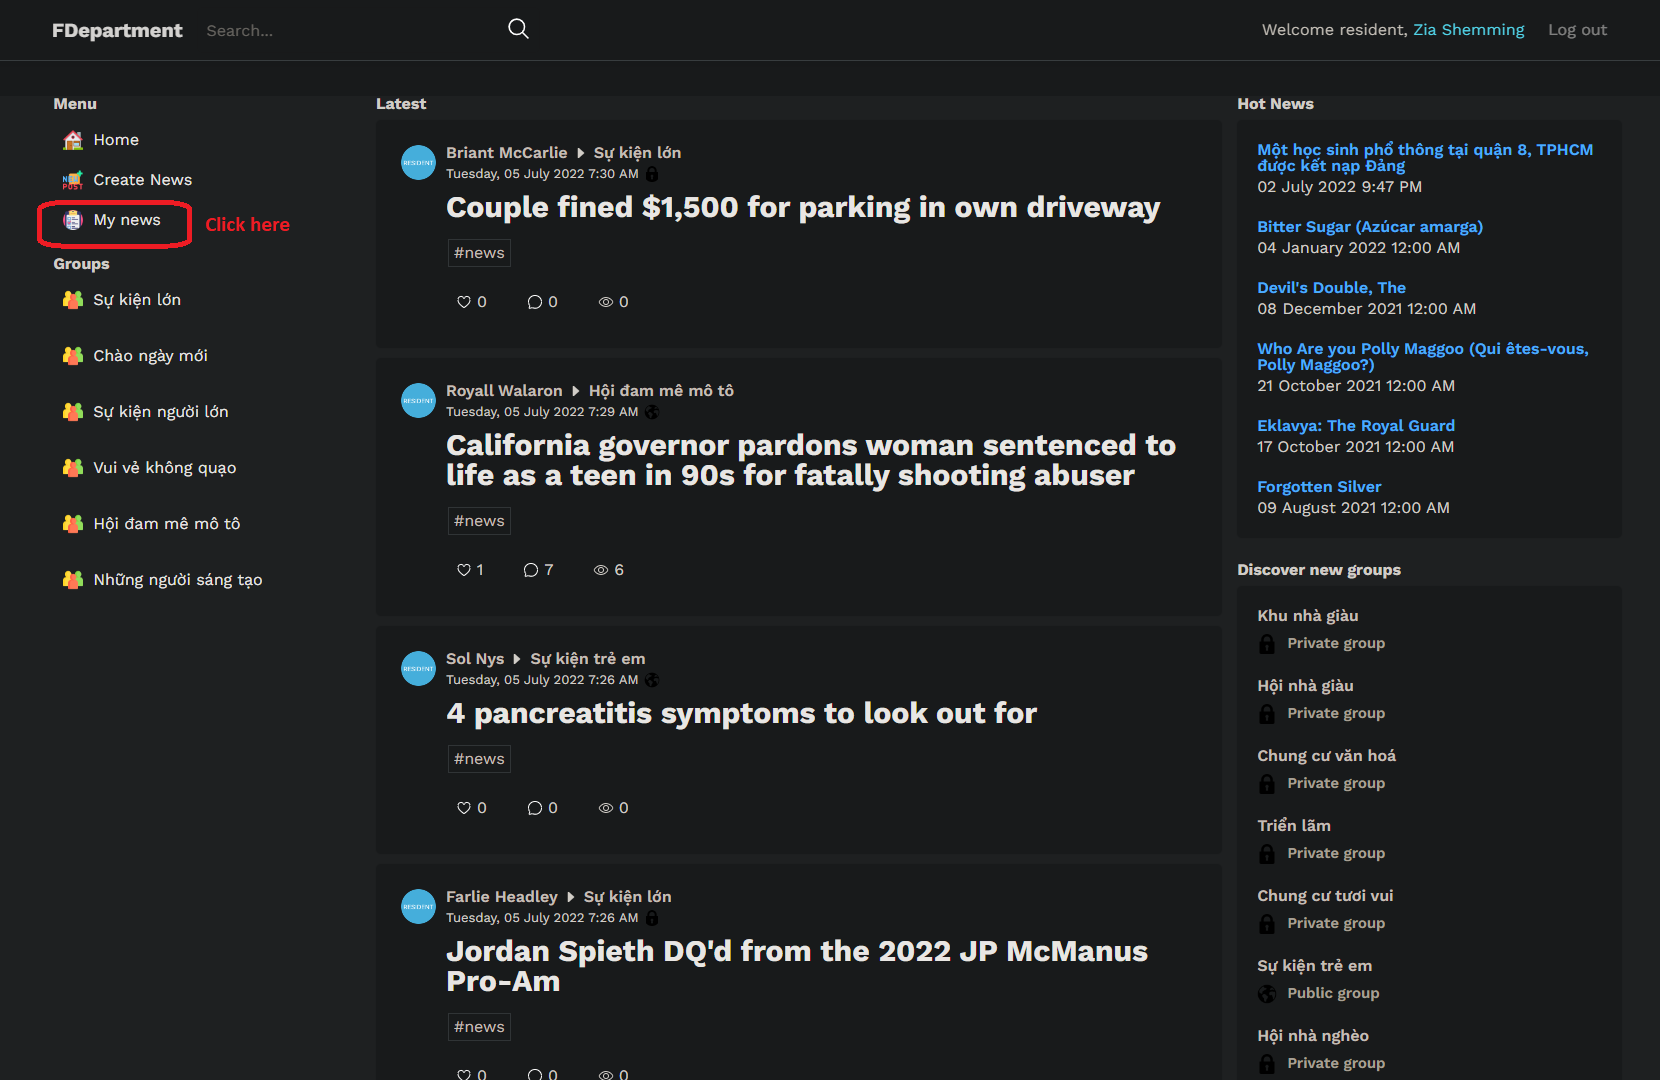 FDepartment
Search...
Welcome resident, Zia Shemming
Log out
Menu
Home
Create News
My news
Click here
Groups
Sự kiện lớn
Chào ngày mới
Sự kiện người lớn
Vui vẻ không quạo
Hội đam mê mô tô
Những người sáng tạo
Latest
RESIDENT
Briant McCarlie
Sự kiện lớn
Tuesday, 05 July 2022 7:30 AM
Couple fined $1,500 for parking in own driveway
#news
0 0 0
RESIDENT
Royall Walaron
Hội đam mê mô tô
Tuesday, 05 July 2022 7:29 AM
California governor pardons woman sentenced to
life as a teen in 90s for fatally shooting abuser
#news
1 7 6
RESIDENT
Sol Nys
Sự kiện trẻ em
Tuesday, 05 July 2022 7:26 AM
4 pancreatitis symptoms to look out for
#news
0 0 0
RESIDENT
Farlie Headley
Sự kiện lớn
Tuesday, 05 July 2022 7:26 AM
Jordan Spieth DQ'd from the 2022 JP McManus
Pro-Am
#news
0 0 0
Hot News
Một học sinh phổ thông tại quận 8, TPHCM
được kết nạp Đảng
02 July 2022 9:47 PM
Bitter Sugar (Azúcar amarga)
04 January 2022 12:00 AM
Devil's Double, The
08 December 2021 12:00 AM
Who Are you Polly Maggoo (Qui êtes-vous,
Polly Maggoo?)
21 October 2021 12:00 AM
Eklavya: The Royal Guard
17 October 2021 12:00 AM
Forgotten Silver
09 August 2021 12:00 AM
Discover new groups
Khu nhà giàu
Private group
Hội nhà giàu
Private group
Chung cư văn hoá
Private group
Triển lãm
Private group
Chung cư tươi vui
Private group
Sự kiện trẻ em
Public group
Hội nhà nghèo
Private group